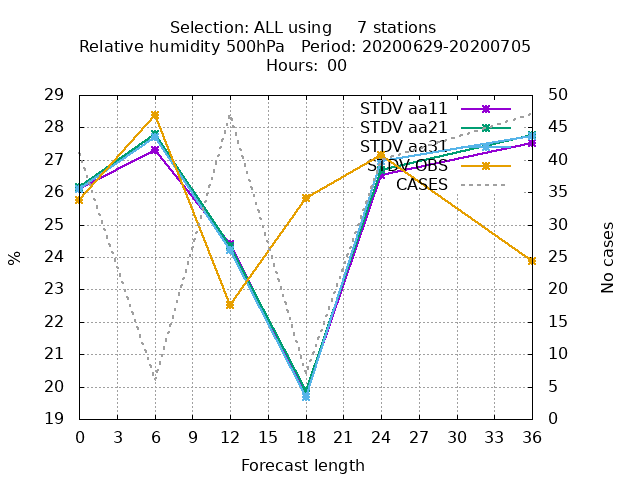 Selection: ALL using 7 stations
Relative humidity 500hPa Period: 20200629-20200705
Hours: 00
29
28
27
26
25
24
23
22
21
20
19
50
45
40
35
30
25
20
15
10
5
0
STDV aa11
STDV aa21
STDV aa31
STDV OBS
CASES
%
No cases
0 3 6 9 12 15 18 21 24 27 30 33 36
Forecast length